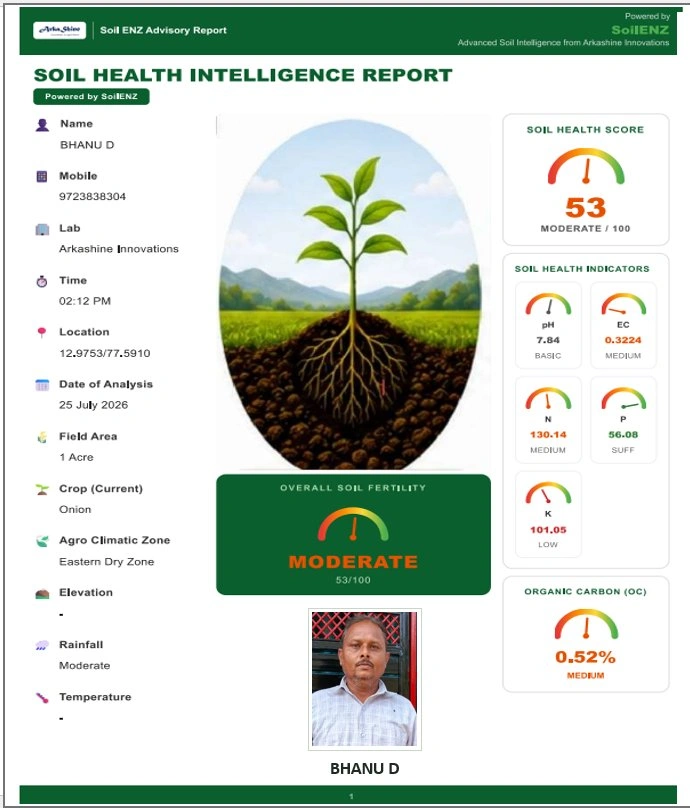 Arka Shine
Soil ENZ Advisory Report
Powered by
SoilENZ
Advanced Soil Intelligence from Arkashine Innovations
SOIL HEALTH INTELLIGENCE REPORT
Powered by SoilENZ
Name
BHANU D
Mobile
9723838304
Lab
Arkashine Innovations
Time
02:12 PM
Location
12.9753/77.5910
Date of Analysis
25 July 2026
Field Area
1 Acre
Crop (Current)
Onion
Agro Climatic Zone
Eastern Dry Zone
Elevation
-
Rainfall
Moderate
Temperature
-
OVERALL SOIL FERTILITY
MODERATE
53/100
BHANU D
SOIL HEALTH SCORE
53
MODERATE / 100
SOIL HEALTH INDICATORS
pH
7.84
BASIC
EC
0.3224
MEDIUM
N
130.14
MEDIUM
P
56.08
SUFF
K
101.05
LOW
ORGANIC CARBON (OC)
0.52%
MEDIUM
1